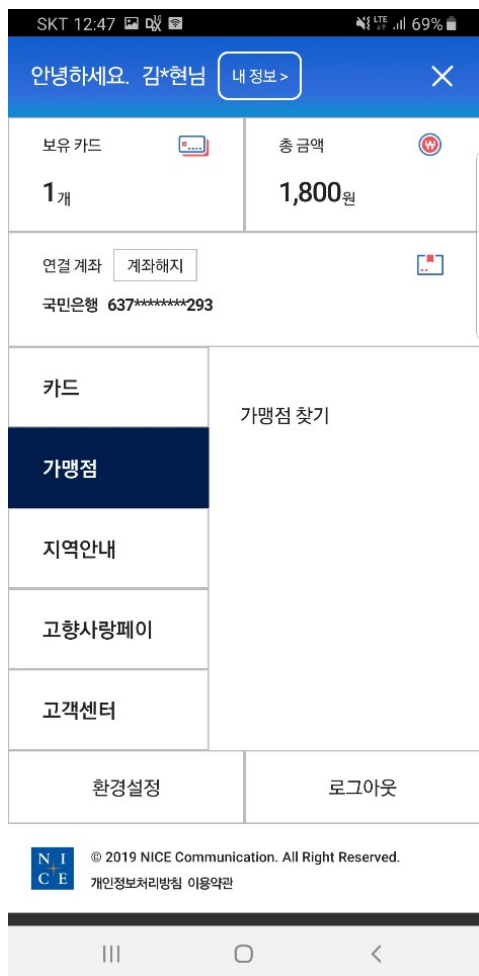 SKT 12:47
LTE 69%
안녕하세요. 김*현님 내 정보 >
보유 카드
1개
총 금액
1,800원
연결 계좌 계좌해지
국민은행 637********293
카드
가맹점 찾기
가맹점
지역안내
고향사랑페이
고객센터
환경설정 로그아웃
NICE
© 2019 NICE Communication. All Right Reserved.
개인정보처리방침 이용약관